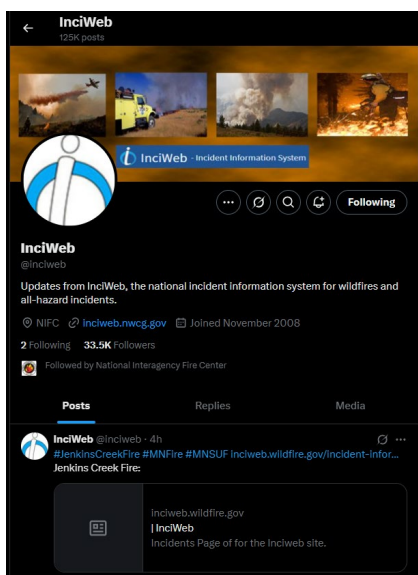 InciWeb
125K posts
InciWeb - Incident Information System
Following
InciWeb
@inciweb
Updates from InciWeb, the national incident information system for wildfires and
all-hazard incidents.
NIFC inciweb.nwcg.gov Joined November 2008
2 Following 33.5K Followers
Followed by National Interagency Fire Center
Posts Replies Media
InciWeb @inciweb · 4h
#JenkinsCreekFire #MNFire #MNSUF inciweb.wildfire.gov/incident-infor...
Jenkins Creek Fire:
inciweb.wildfire.gov
| InciWeb
Incidents Page of for the Inciweb site.